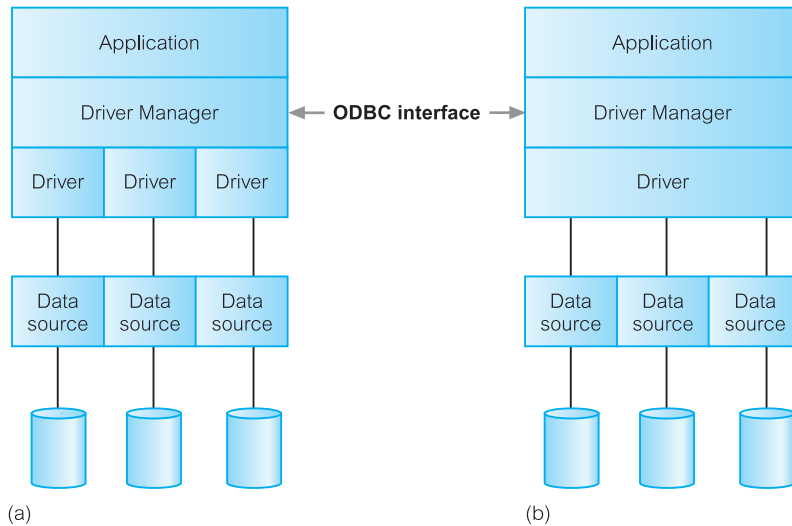 Application
Driver Manager
Driver
Driver
Driver
Data
source
Data
source
Data
source
(a)
ODBC interface
Application
Driver Manager
Driver
Data
source
Data
source
Data
source
(b)